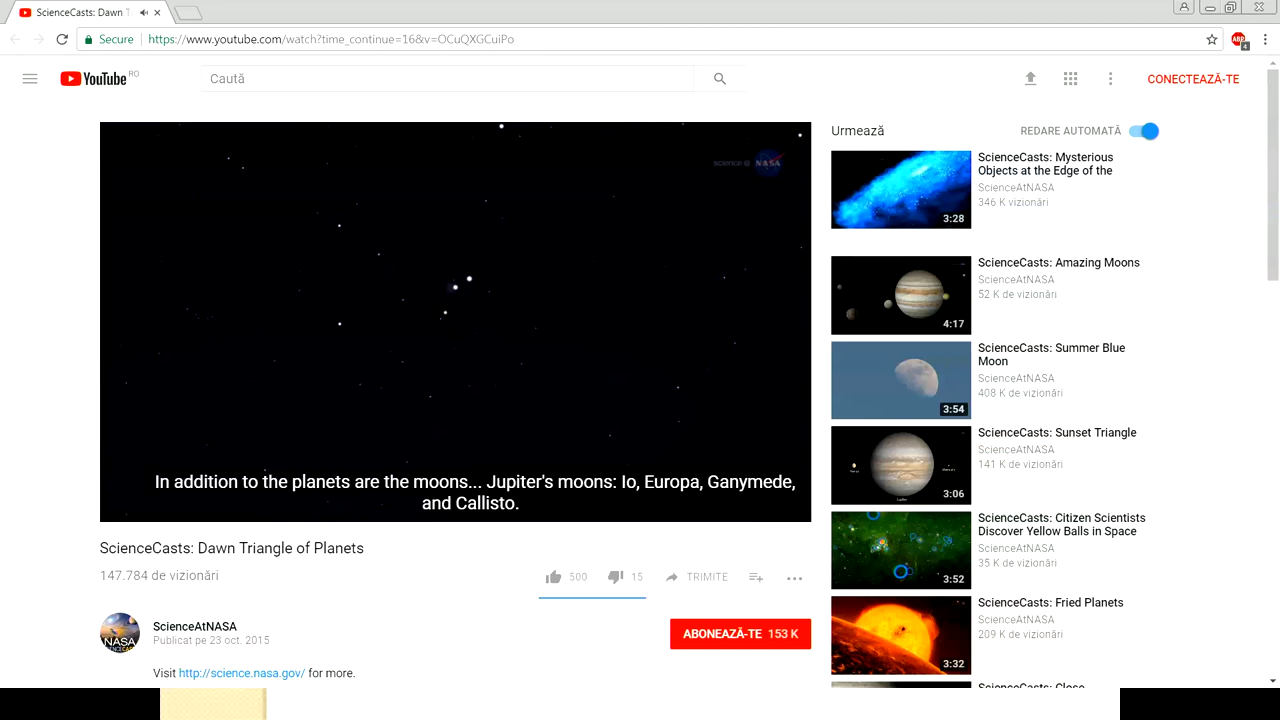 ScienceCasts: Dawn T
Secure https://www.youtube.com/watch?time_continue=16&v=OCuQXGCuiPo
ABP
4
YouTube RO
Caută
CONECTEAZĂ-TE
science @ NASA
In addition to the planets are the moons... Jupiter's moons: Io, Europa, Ganymede,
and Callisto.
ScienceCasts: Dawn Triangle of Planets
147.784 de vizionări
500
15
TRIMITE
NASA
ScienceAtNASA
Publicat pe 23 oct. 2015
ABONEAZĂ-TE 153 K
Visit http://science.nasa.gov/ for more.
Urmează
REDARE AUTOMATĂ
3:28
ScienceCasts: Mysterious
Objects at the Edge of the
ScienceAtNASA
346 K vizionări
4:17
ScienceCasts: Amazing Moons
ScienceAtNASA
52 K de vizionări
3:54
ScienceCasts: Summer Blue
Moon
ScienceAtNASA
408 K de vizionări
3:06
ScienceCasts: Sunset Triangle
ScienceAtNASA
141 K de vizionări
3:52
ScienceCasts: Citizen Scientists
Discover Yellow Balls in Space
ScienceAtNASA
35 K de vizionări
3:32
ScienceCasts: Fried Planets
ScienceAtNASA
209 K de vizionări
ScienceCasts: Close